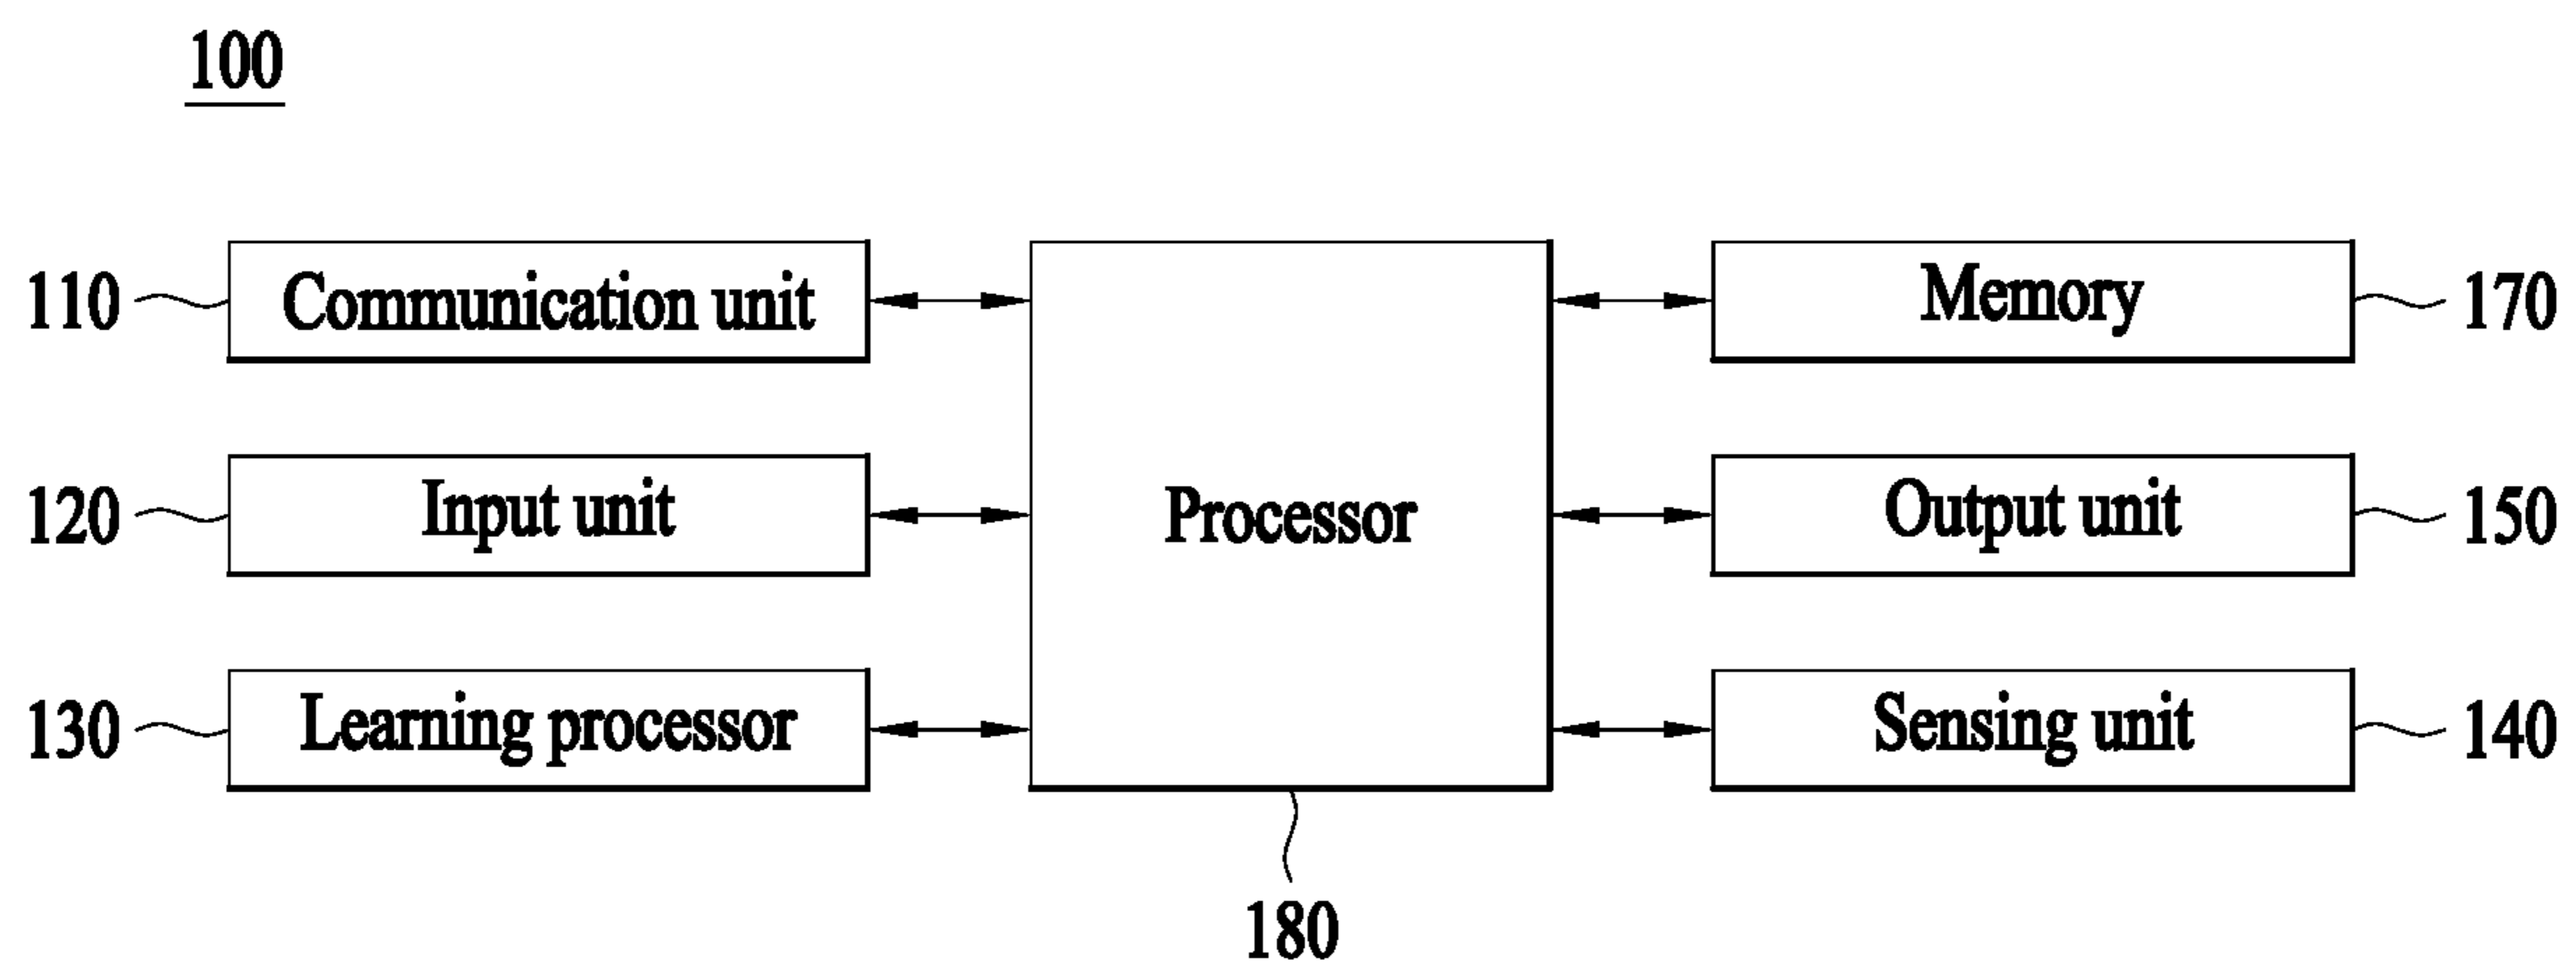 100
110 Communication unit
Memory 170
120 Input unit
Processor
Output unit 150
130 Learning processor
Sensing unit 140
180